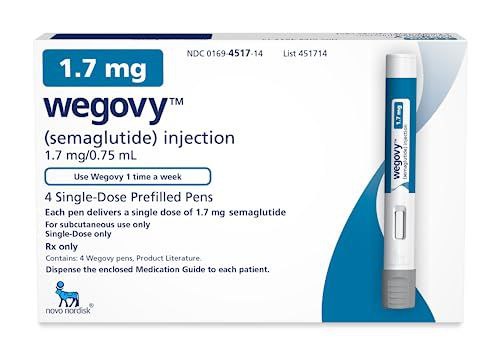 NDC 0169-4517-14 List 451714
1.7 mg
wegovy™
(semaglutide) injection
1.7 mg/0.75 mL
Use Wegovy 1 time a week
4 Single-Dose Prefilled Pens
Each pen delivers a single dose of 1.7 mg semaglutide
For subcutaneous use only
Single-Dose only
Rx only
Contains: 4 Wegovy pens, Product Literature.
Dispense the enclosed Medication Guide to each patient.
novo nordisk®
1.7 mg
wegovy™
(semaglutide) injection